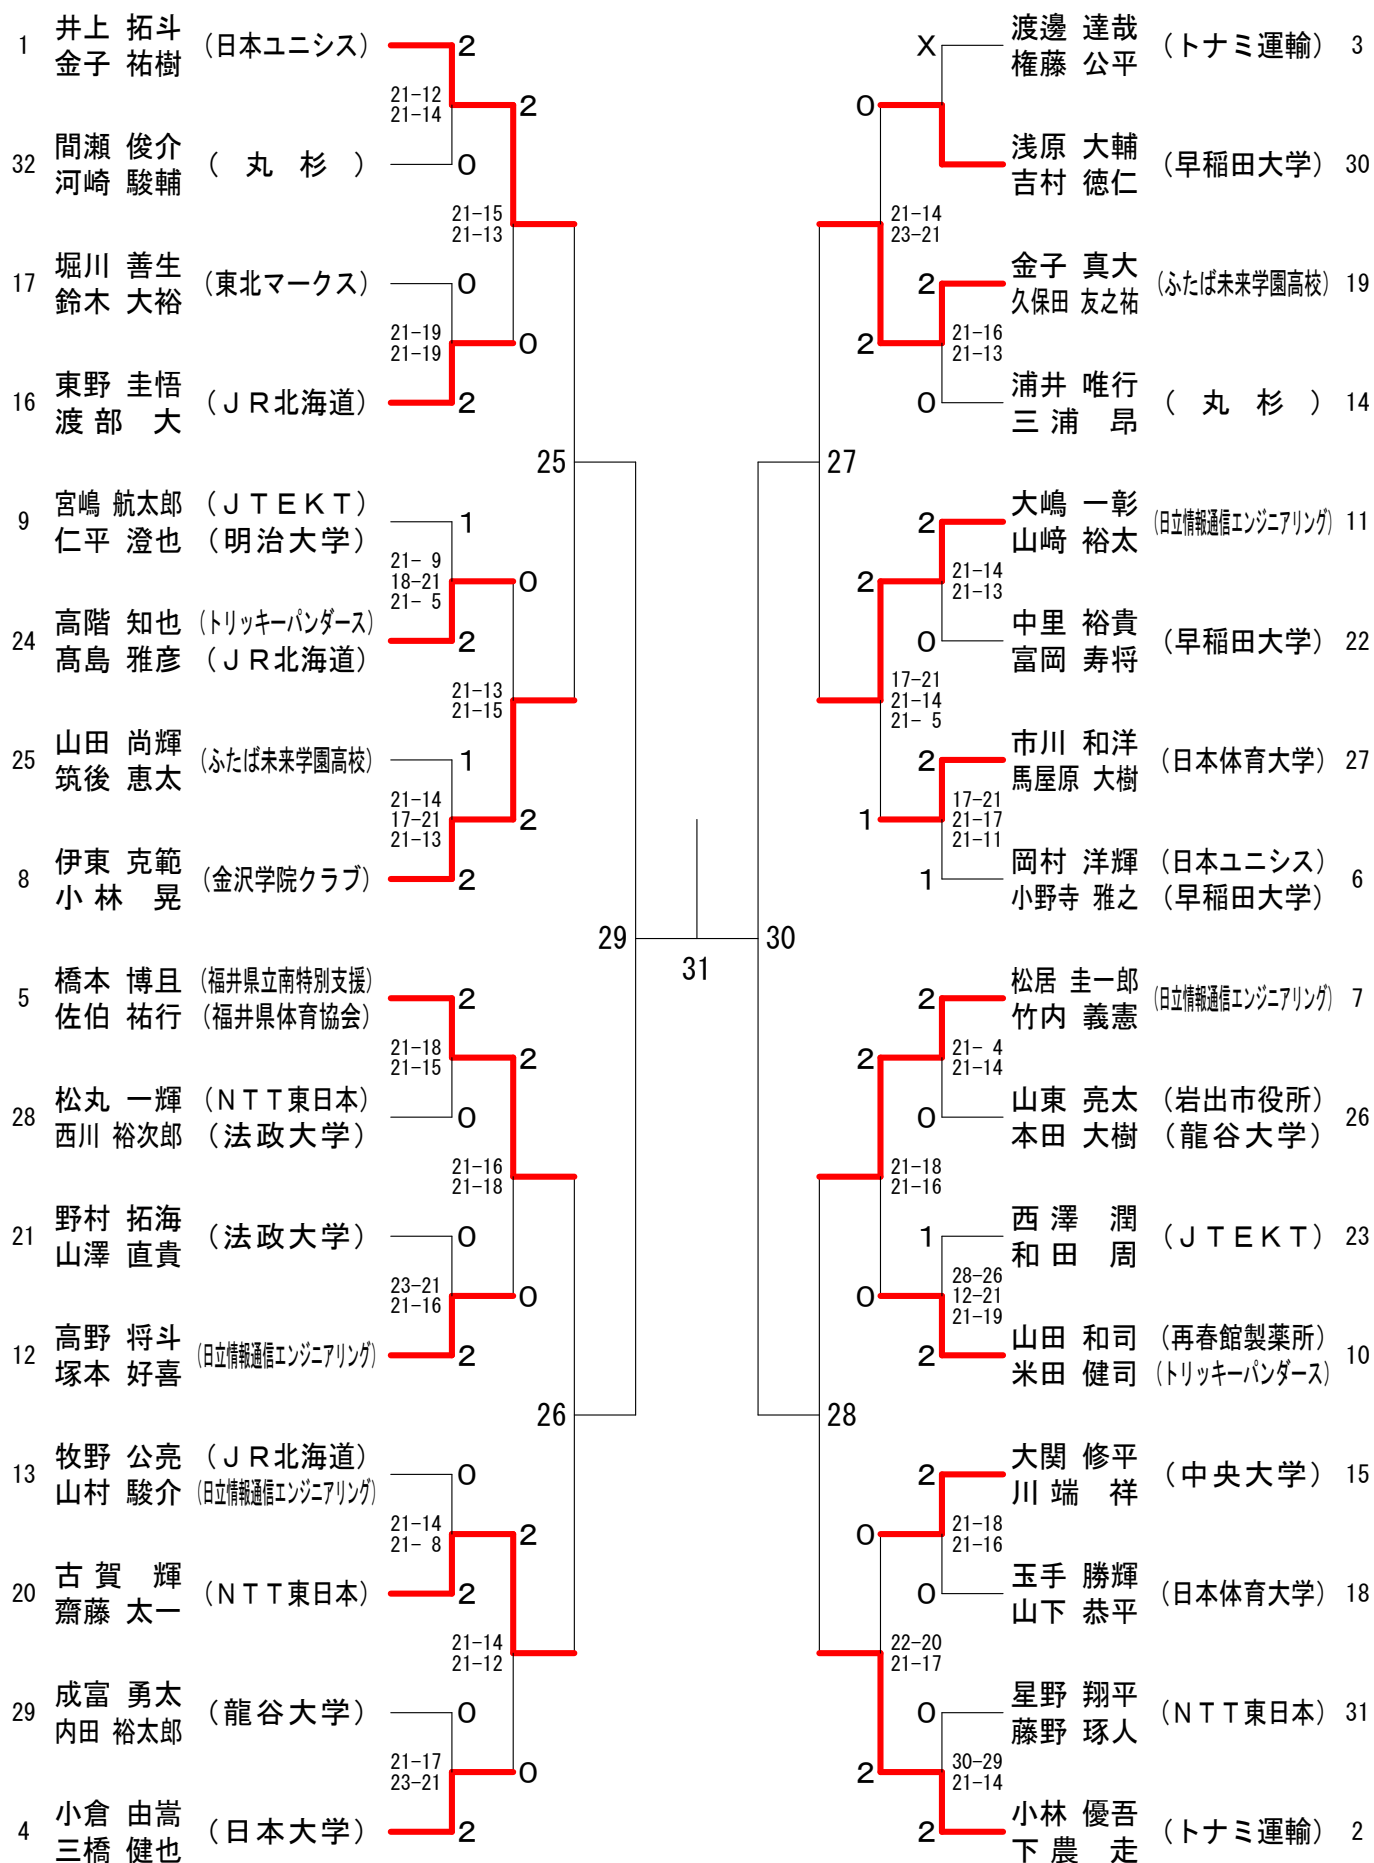 1 井上 拓斗 (日本ユニシス) 2
金子 祐樹
21-12
21-14
2
32 間瀬 俊介 (丸杉) 0
河崎 駿輔
21-15
21-13
17 堀川 善生 (東北マークス) 0
鈴木 大裕
21-19
21-19
0
16 東野 圭悟 (ＪＲ北海道) 2
渡部 大
25
9 宮嶋 航太郎 (ＪＴＥＫＴ) 1
仁平 澄也 (明治大学)
21- 9
18-21
21- 5
0
24 高階 知也 (トリッキーパンダース) 2
髙島 雅彦 (ＪＲ北海道)
21-13
21-15
25 山田 尚輝 (ふたば未来学園高校) 1
筑後 恵太
21-14
17-21
21-13
2
8 伊東 克範 (金沢学院クラブ) 2
小林 晃
29
5 橋本 博且 (福井県立南特別支援) 2
佐伯 祐行 (福井県体育協会)
21-18
21-15
2
28 松丸 一輝 (ＮＴＴ東日本) 0
西川 裕次郎 (法政大学)
21-16
21-18
21 野村 拓海 (法政大学) 0
山澤 直貴
23-21
21-16
0
12 高野 将斗 (日立情報通信エンジニアリング) 2
塚本 好喜
26
13 牧野 公亮 (ＪＲ北海道) 0
山村 駿介 (日立情報通信エンジニアリング)
21-14
21- 8
2
20 古賀 輝 (ＮＴＴ東日本) 2
齋藤 太一
21-14
21-12
29 成富 勇太 (龍谷大学) 0
内田 裕太郎
21-17
23-21
0
4 小倉 由嵩 (日本大学) 2
三橋 健也
31
X 渡邊 達哉 (トナミ運輸) 3
権藤 公平
0
浅原 大輔 (早稲田大学) 30
吉村 徳仁
21-14
23-21
2 金子 真大 (ふたば未来学園高校) 19
久保田 友之祐
2
21-16
21-13
0 浦井 唯行 (丸杉) 14
三浦 昂
27
2 大嶋 一彰 (日立情報通信エンジニアリング) 11
山﨑 裕太
2
21-14
21-13
0 中里 裕貴 (早稲田大学) 22
富岡 寿将
17-21
21-14
21- 5
2 市川 和洋 (日本体育大学) 27
馬屋原 大樹
1
17-21
21-17
21-11
1 岡村 洋輝 (日本ユニシス) 6
小野寺 雅之 (早稲田大学)
30
2 松居 圭一郎 (日立情報通信エンジニアリング) 7
竹内 義憲
2
21- 4
21-14
0 山東 亮太 (岩出市役所) 26
本田 大樹 (龍谷大学)
21-18
21-16
1 西澤 潤 (ＪＴＥＫＴ) 23
和田 周
0
28-26
12-21
21-19
2 山田 和司 (再春館製薬所) 10
米田 健司 (トリッキーパンダース)
28
2 大関 修平 (中央大学) 15
川端 祥
0
21-18
21-16
0 玉手 勝輝 (日本体育大学) 18
山下 恭平
22-20
21-17
0 星野 翔平 (ＮＴＴ東日本) 31
藤野 琢人
2
30-29
21-14
2 小林 優吾 (トナミ運輸) 2
下農 走